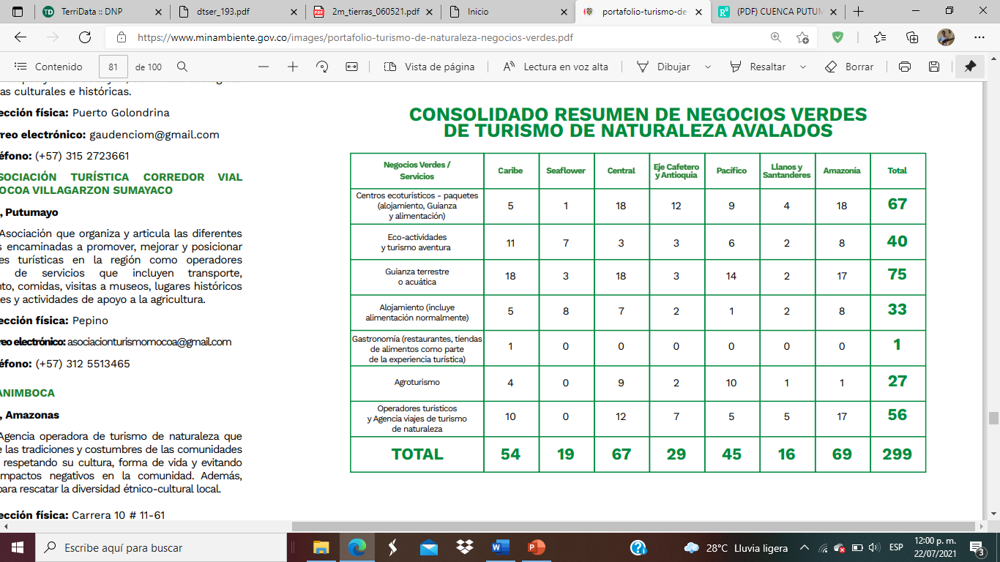 TerriData :: DNP
dtser_193.pdf
2m_tierras_060521.pdf
Inicio
portafolio-turismo-de-
(PDF) CUENCA PUTUM
https://www.minambiente.gov.co/images/portafolio-turismo-de-naturaleza-negocios-verdes.pdf
Contenido
81
de 100
Vista de página
Lectura en voz alta
Dibujar
Resaltar
Borrar
as culturales e históricas.
ección física: Puerto Golondrina
rreo electrónico: gaudenciom@gmail.com
éfono: (+57) 315 2723661
SOCIACIÓN TURÍSTICA CORREDOR VIAL
OCOA VILLAGARZON SUMAYACO
, Putumayo
Asociación que organiza y articula las diferentes
s encaminadas a promover, mejorar y posicionar
es turísticas en la región como operadores
de servicios que incluyen transporte,
nto, comidas, visitas a museos, lugares históricos
es y actividades de apoyo a la agricultura.
ección física: Pepino
rreo electrónico: asociacionturismomocoa@gmail.com
éfono: (+57) 312 5513465
ANIMBOCA
, Amazonas
Agencia operadora de turismo de naturaleza que
e las tradiciones y costumbres de las comunidades
respetando su cultura, forma de vida y evitando
mpactos negativos en la comunidad. Además,
para rescatar la diversidad étnico-cultural local.
ección física: Carrera 10 # 11-61
CONSOLIDADO RESUMEN DE NEGOCIOS VERDES
DE TURISMO DE NATURALEZA AVALADOS
Negocios Verdes /
Servicios
Caribe
Seaflower
Central
Eje Cafetero
y Antioquia
Pacífico
Llanos y
Santanderes
Amazonía
Total
Centros ecoturísticos - paquetes
(alojamiento, Guianza
y alimentación)
5 1 18 12 9 4 18 67
Eco-actividades
y turismo aventura
11 7 3 3 6 2 8 40
Guianza terrestre
o acuática
18 3 18 3 14 2 17 75
Alojamiento (incluye
alimentación normalmente)
5 8 7 2 1 2 8 33
Gastronomía (restaurantes, tiendas
de alimentos como parte
de la experiencia turística)
1 0 0 0 0 0 0 1
Agroturismo
4 0 9 2 10 1 1 27
Operadores turísticos
y Agencia viajes de turismo
de naturaleza
10 0 12 7 5 5 17 56
TOTAL 54 19 67 29 45 16 69 299
Escribe aquí para buscar
28°C Lluvia ligera
ESP
12:00 p. m.
22/07/2021
3